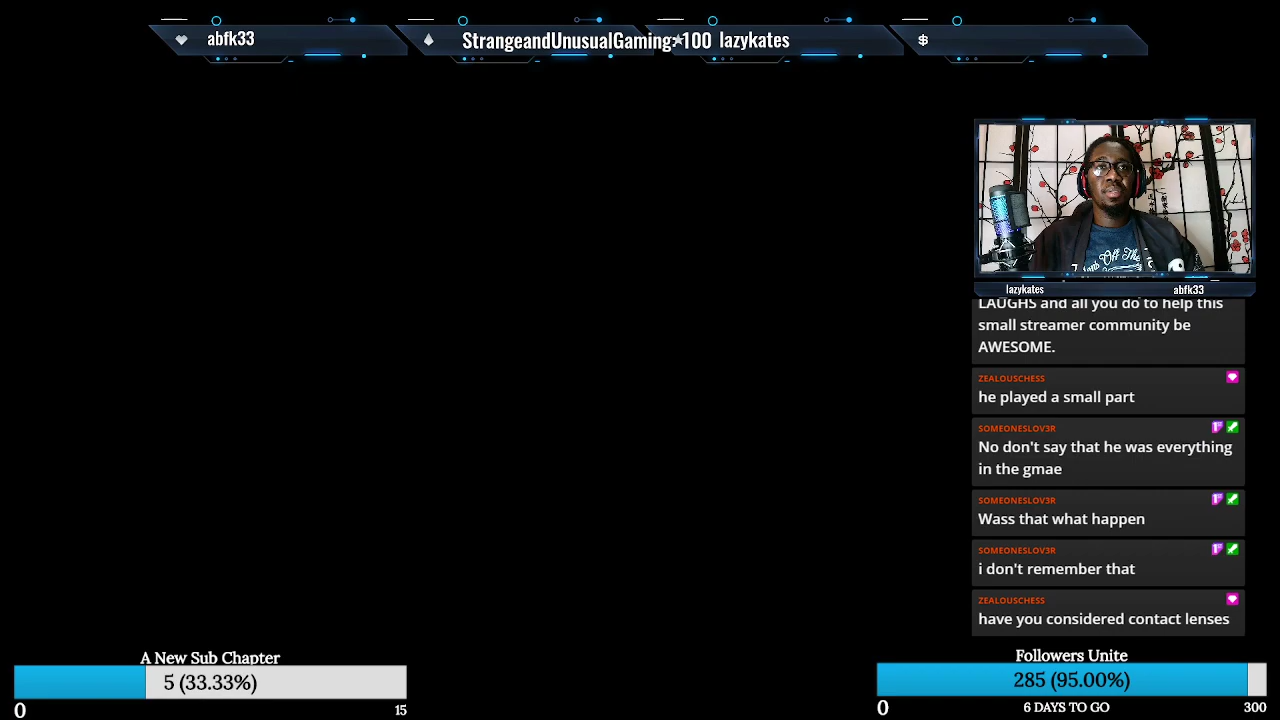 abfk33
StrangeandUnusualGaming: 100
lazykates
lazykates
abfk33
LAUGHS and all you do to help this
small streamer community be
AWESOME.
ZEALOUSCHESS
he played a small part
SOMEONESLOV3R
No don't say that he was everything
in the gmae
SOMEONESLOV3R
Wass that what happen
SOMEONESLOV3R
i don't remember that
ZEALOUSCHESS
have you considered contact lenses
A New Sub Chapter
5 (33.33%)
0
15
Followers Unite
285 (95.00%)
0
6 DAYS TO GO
300